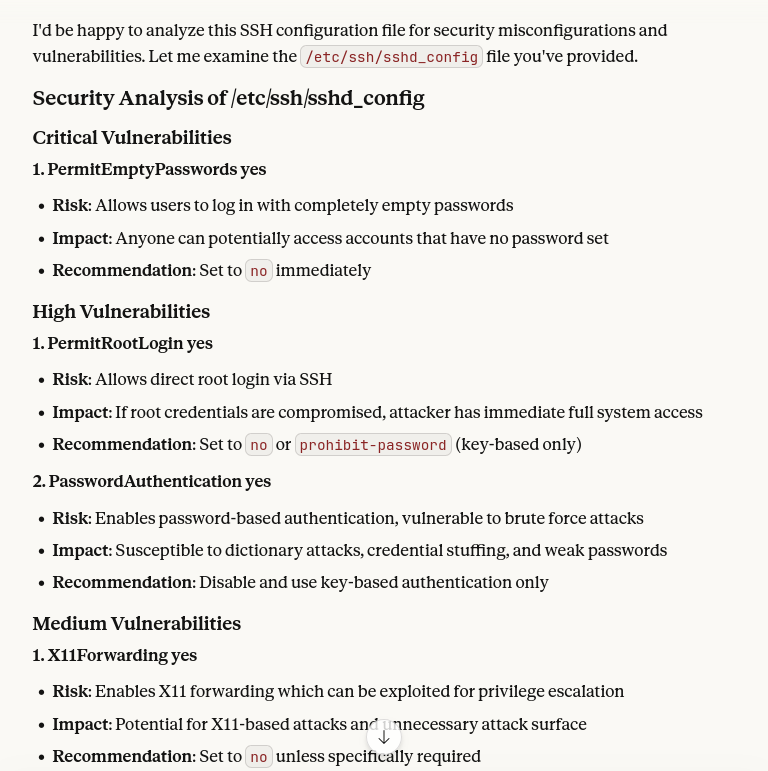 I'd be happy to analyze this SSH configuration file for security misconfigurations and
vulnerabilities. Let me examine the /etc/ssh/sshd_config file you've provided.
Security Analysis of /etc/ssh/sshd_config
Critical Vulnerabilities
1. PermitEmptyPasswords yes
• Risk: Allows users to log in with completely empty passwords
• Impact: Anyone can potentially access accounts that have no password set
• Recommendation: Set to no immediately
High Vulnerabilities
1. PermitRootLogin yes
• Risk: Allows direct root login via SSH
• Impact: If root credentials are compromised, attacker has immediate full system access
• Recommendation: Set to no or prohibit-password (key-based only)
2. PasswordAuthentication yes
• Risk: Enables password-based authentication, vulnerable to brute force attacks
• Impact: Susceptible to dictionary attacks, credential stuffing, and weak passwords
• Recommendation: Disable and use key-based authentication only
Medium Vulnerabilities
1. X11Forwarding yes
• Risk: Enables X11 forwarding which can be exploited for privilege escalation
• Impact: Potential for X11-based attacks and unnecessary attack surface
• Recommendation: Set to no unless specifically required